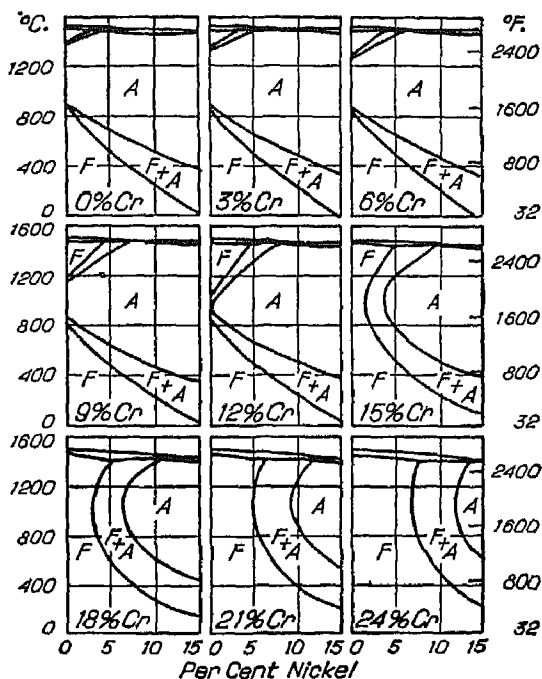 °C. °F.
1200 A A A 2400
800 1600
400 F F+A F F+A F F+A 800
0 0%Cr 3%Cr 6%Cr 32
1600 F F F 2400
1200 A A A
800 1600
400 F F+A F F+A F F+A 800
0 9%Cr 12%Cr 15%Cr 32
1600
1200 A A A 2400
800 F F+A F F+A F F+A 1600
400 800
0 18%Cr 21%Cr 24%Cr 32
0 5 10 15 0 5 10 15 0 5 10 15
Per Cent Nickel